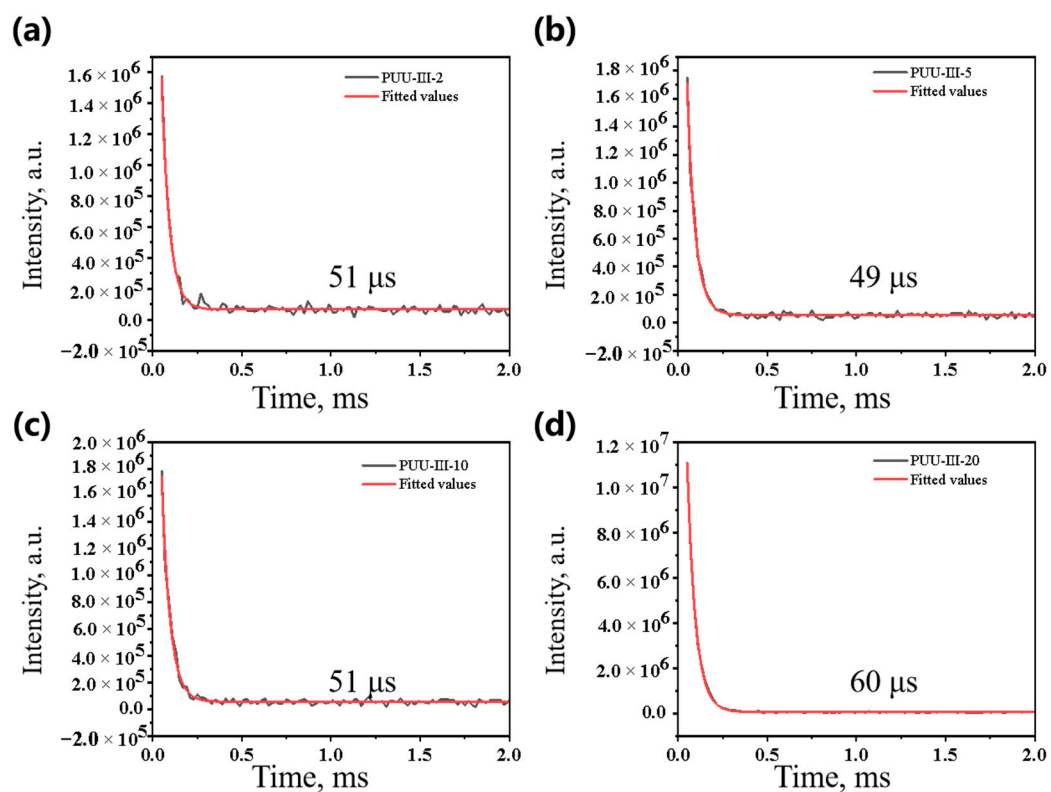 (a)
PUU-III-2
Fitted values
1.6 × 10⁶
1.4 × 10⁶
1.2 × 10⁶
1.0 × 10⁶
8.0 × 10⁵
6.0 × 10⁵
4.0 × 10⁵
2.0 × 10⁵
0.0
−2.0 × 10⁵
Intensity, a.u.
51 μs
0.0 0.5 1.0 1.5 2.0
Time, ms
(b)
PUU-III-5
Fitted values
1.8 × 10⁶
1.6 × 10⁶
1.4 × 10⁶
1.2 × 10⁶
1.0 × 10⁶
8.0 × 10⁵
6.0 × 10⁵
4.0 × 10⁵
2.0 × 10⁵
0.0
−2.0 × 10⁵
Intensity, a.u.
49 μs
0.0 0.5 1.0 1.5 2.0
Time, ms
(c)
PUU-III-10
Fitted values
2.0 × 10⁶
1.8 × 10⁶
1.6 × 10⁶
1.4 × 10⁶
1.2 × 10⁶
1.0 × 10⁶
8.0 × 10⁵
6.0 × 10⁵
4.0 × 10⁵
2.0 × 10⁵
0.0
−2.0 × 10⁵
Intensity, a.u.
51 μs
0.0 0.5 1.0 1.5 2.0
Time, ms
(d)
PUU-III-20
Fitted values
1.2 × 10⁷
1.0 × 10⁷
8.0 × 10⁶
6.0 × 10⁶
4.0 × 10⁶
2.0 × 10⁶
0.0
Intensity, a.u.
60 μs
0.0 0.5 1.0 1.5 2.0
Time, ms